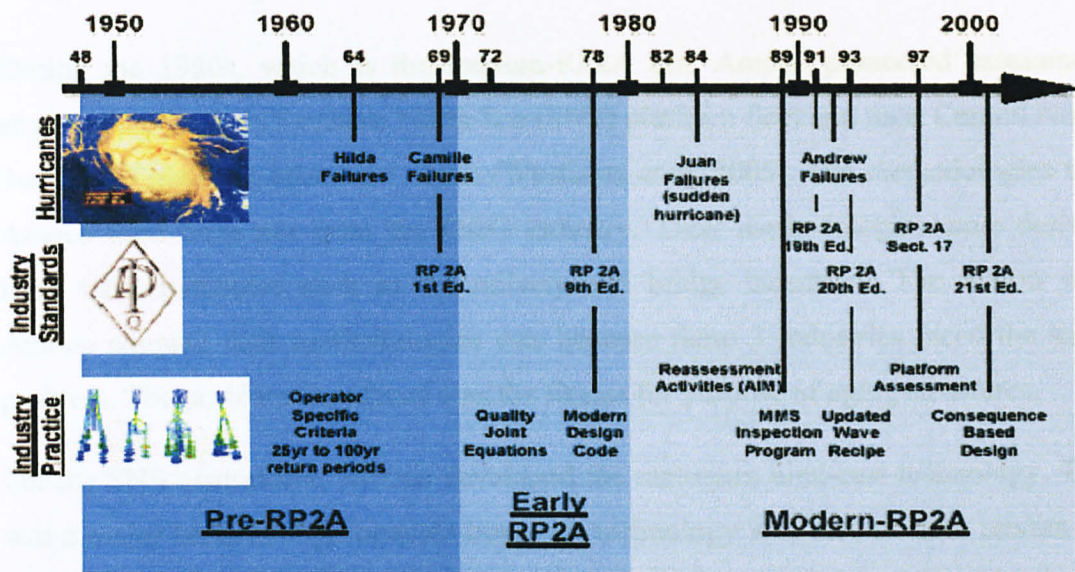 1950 1960 1970 1980 1990 2000
48 64 69 72 78 82 84 89 91 93 97
Hurricanes
Hilda
Failures
Camille
Failures
Juan
Failures
(sudden
hurricane)
Andrew
Failures
Industry
Standards
API
Q
RP 2A
1st Ed.
RP 2A
9th Ed.
RP 2A
19th Ed.
RP 2A
20th Ed.
RP 2A
Sect. 17
RP 2A
21st Ed.
Industry
Practice
Operator
Specific
Criteria
25yr to 100yr
return periods
Quality
Joint
Equations
Modern
Design
Code
Reassessment
Activities (AIM)
MMS
Inspection
Program
Updated
Wave
Recipe
Platform
Assessment
Consequence
Based
Design
Pre-RP2A
Early
RP2A
Modern-RP2A